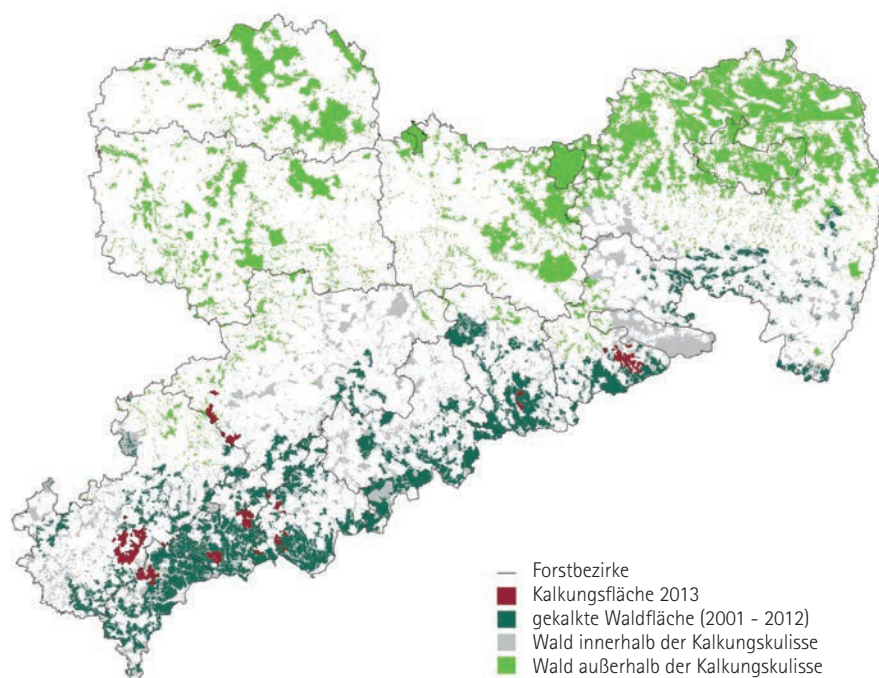 Forstbezirke
Kalkungsfläche 2013
gekalkte Waldfläche (2001 - 2012)
Wald innerhalb der Kalkungskulisse
Wald außerhalb der Kalkungskulisse